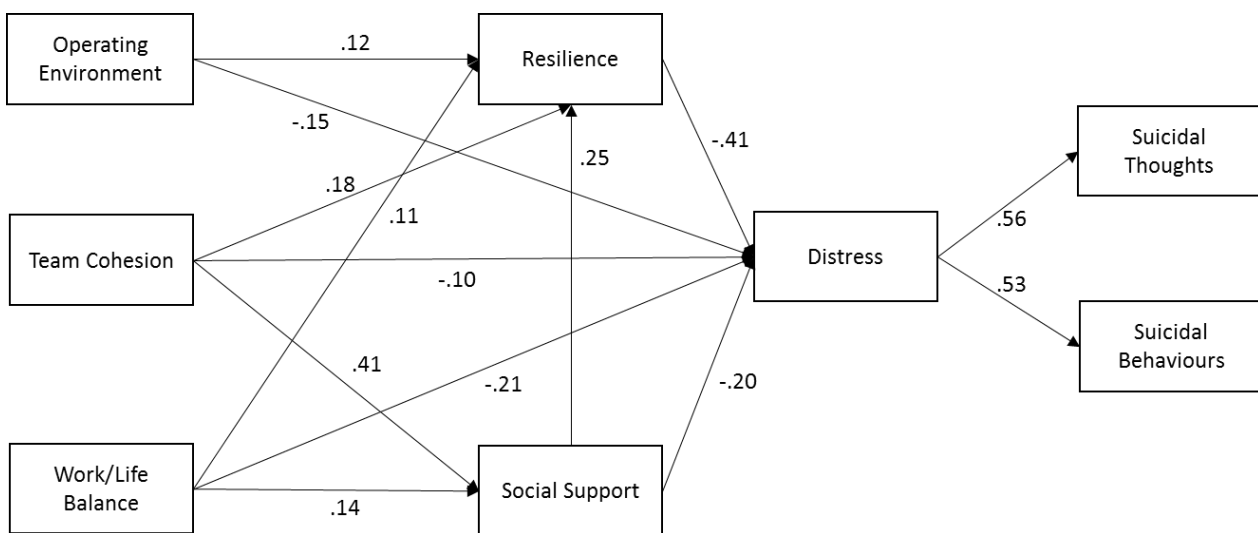 Operating
Environment
.12
Resilience
-.15
-.41
.25
Suicidal
Thoughts
.18
.11
.56
Team Cohesion
-.10
Distress
.53
.41
-.21
-.20
Suicidal
Behaviours
Work/Life
Balance
.14
Social Support